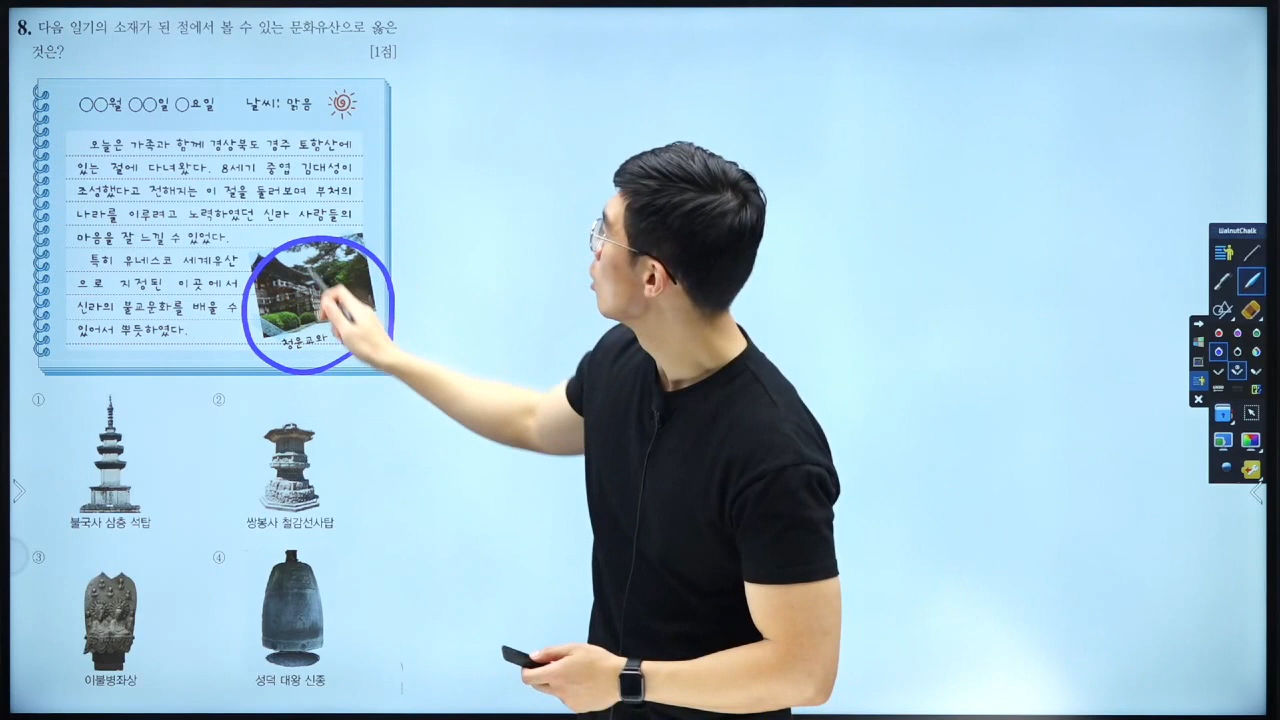 8. 다음 일기의 소재가 된 절에서 볼 수 있는 문화유산으로 옳은
것은? [1점]
○○월 ○○일 ○요일 날씨: 맑음
오늘은 가족과 함께 경상북도 경주 토함산에
있는 절에 다녀왔다. 8세기 중엽 김대성이
조성했다고 전해지는 이 절을 둘러보며 부처의
나라를 이루려고 노력하였던 신라 사람들의
마음을 잘 느낄 수 있었다.
특히 유네스코 세계유산
으로 지정된 이곳에서
신라의 불교문화를 배울 수
있어서 뿌듯하였다.
청운교와
①
불국사 삼층 석탑
②
쌍봉사 철감선사탑
③
이불병좌상
④
성덕 대왕 신종
WalnutChalk